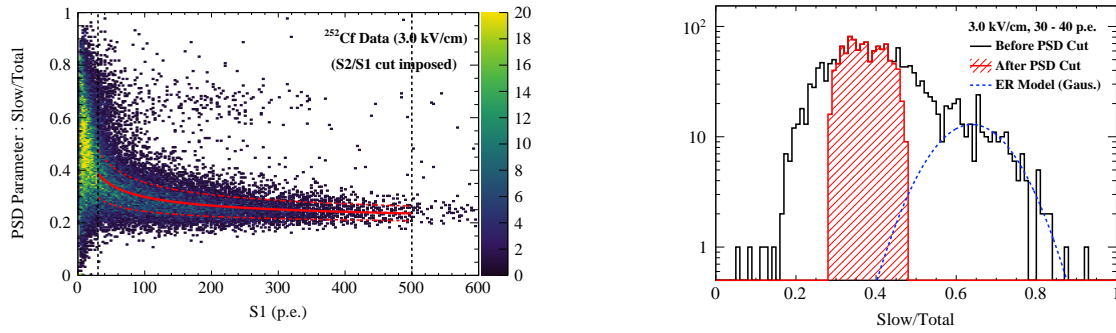 ²⁵²Cf Data (3.0 kV/cm)
(S2/S1 cut imposed)
PSD Parameter : Slow/Total
1
0.8
0.6
0.4
0.2
0
0 100 200 300 400 500 600
S1 (p.e.)
20
18
16
14
12
10
8
6
4
2
0
3.0 kV/cm, 30 - 40 p.e.
Before PSD Cut
After PSD Cut
ER Model (Gaus.)
10²
10
1
0 0.2 0.4 0.6 0.8 1
Slow/Total